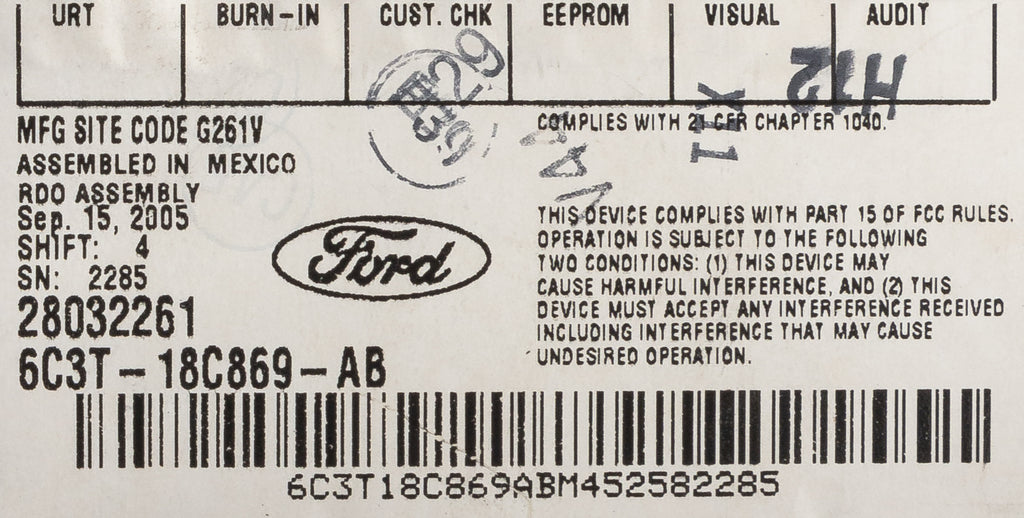 URT BURN-IN CUST. CHK EEPROM VISUAL AUDIT
29
39
H12
MFG SITE CODE G261V
ASSEMBLED IN MEXICO
RDO ASSEMBLY
Sep. 15, 2005
SHIFT: 4
SN: 2285
28032261
6C3T-18C869-AB
Ford
COMPLIES WITH 21 CFR CHAPTER 1040.
THIS DEVICE COMPLIES WITH PART 15 OF FCC RULES.
OPERATION IS SUBJECT TO THE FOLLOWING
TWO CONDITIONS: (1) THIS DEVICE MAY
CAUSE HARMFUL INTERFERENCE, AND (2) THIS
DEVICE MUST ACCEPT ANY INTERFERENCE RECEIVED
INCLUDING INTERFERENCE THAT MAY CAUSE
UNDESIRED OPERATION.
6C3T18C869ABM452582285